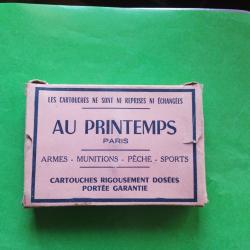 LES CARTOUCHES NE SONT NI REPRISES NI ÉCHANGÉES
AU PRINTEMPS
PARIS
ARMES - MUNITIONS - PÊCHE - SPORTS
CARTOUCHES RIGOUSEMENT DOSÉES
PORTÉE GARANTIE